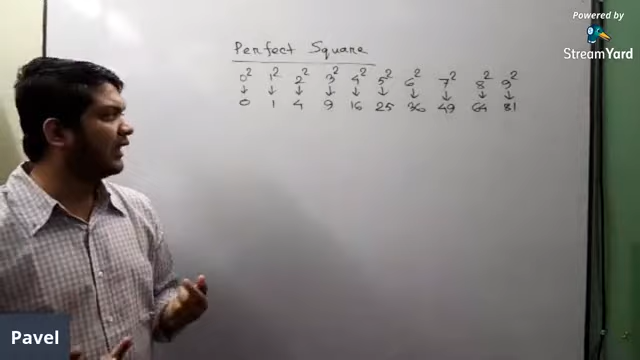 Powered by
StreamYard
Perfect Square
0² 1² 2² 3² 4² 5² 6² 7² 8² 9²
↓ ↓ ↓ ↓ ↓ ↓ ↓ ↓ ↓ ↓
0 1 4 9 16 25 36 49 64 81
Pavel